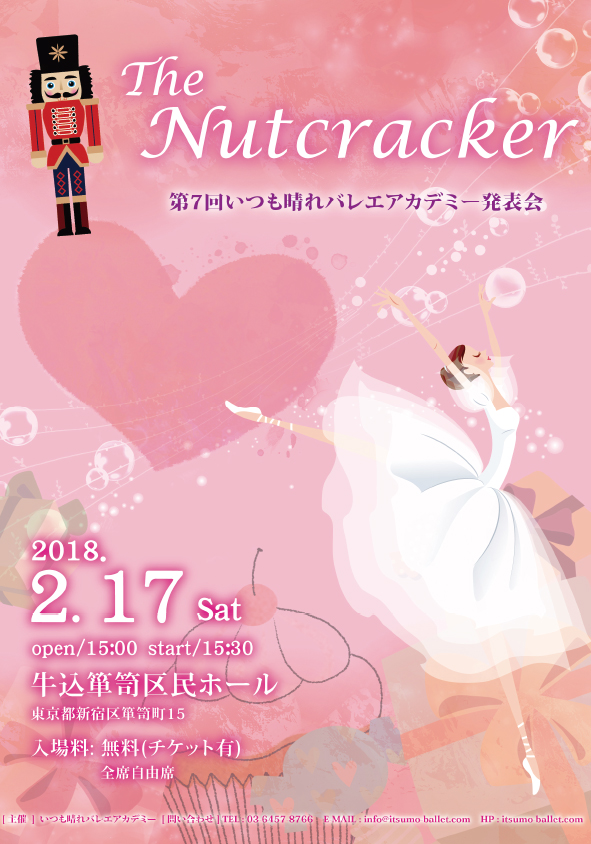 The
Nutcracker
第7回いつも晴れバレエアカデミー発表会
2018.
2.17 Sat
open/15:00 start/15:30
牛込箪笥区民ホール
東京都新宿区箪笥町15
入場料: 無料(チケット有)
全席自由席
[ 主催 ] いつも晴れバレエアカデミー [ 問い合わせ ] TEL : 03 6457 8766 E MAIL : info@itsumo ballet.com HP : itsumo ballet.com